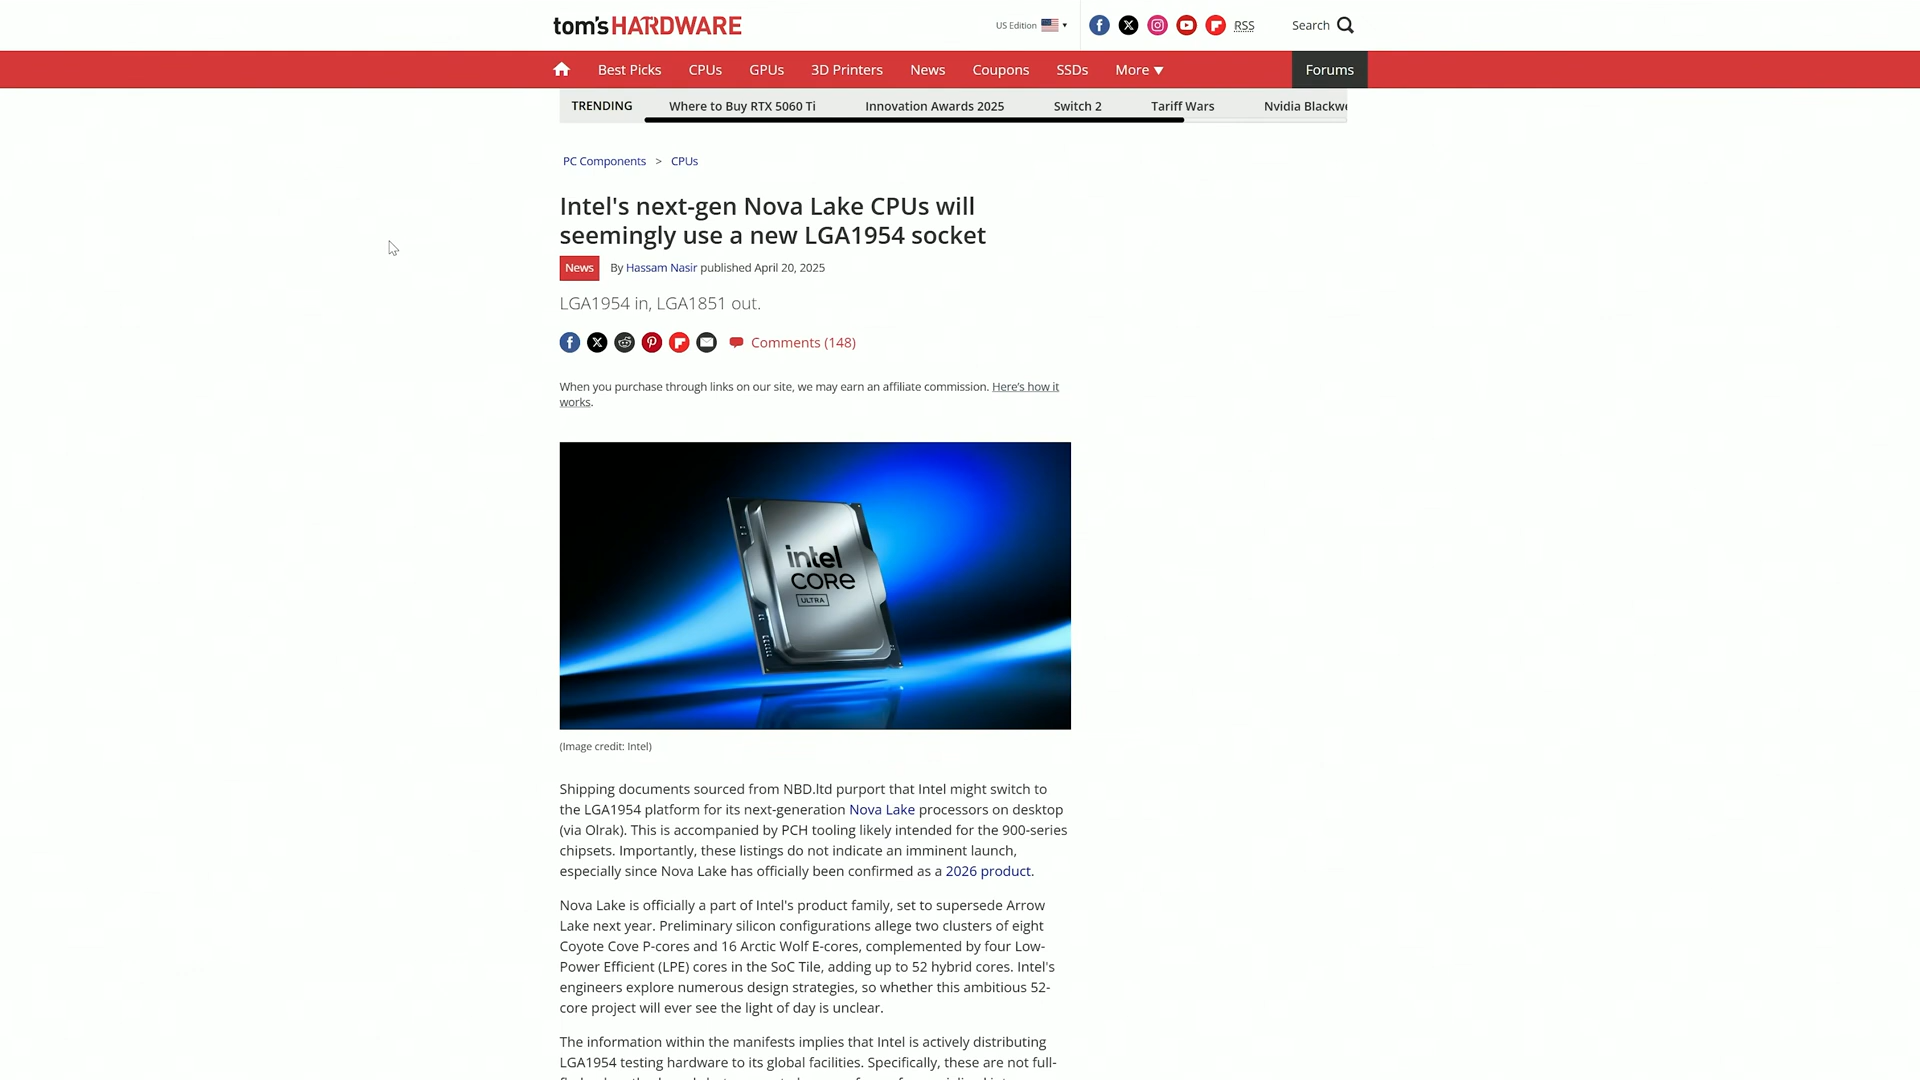 tom's HARDWARE
US Edition
RSS
Search
Best Picks
CPUs
GPUs
3D Printers
News
Coupons
SSDs
More
Forums
TRENDING
Where to Buy RTX 5060 Ti
Innovation Awards 2025
Switch 2
Tariff Wars
Nvidia Blackwe
PC Components > CPUs
Intel's next-gen Nova Lake CPUs will
seemingly use a new LGA1954 socket
News
By Hassam Nasir published April 20, 2025
LGA1954 in, LGA1851 out.
Comments (148)
When you purchase through links on our site, we may earn an affiliate commission. Here's how it
works.
intel
CORE
ULTRA
(Image credit: Intel)
Shipping documents sourced from NBD.ltd purport that Intel might switch to
the LGA1954 platform for its next-generation Nova Lake processors on desktop
(via Olrak). This is accompanied by PCH tooling likely intended for the 900-series
chipsets. Importantly, these listings do not indicate an imminent launch,
especially since Nova Lake has officially been confirmed as a 2026 product.
Nova Lake is officially a part of Intel's product family, set to supersede Arrow
Lake next year. Preliminary silicon configurations allege two clusters of eight
Coyote Cove P-cores and 16 Arctic Wolf E-cores, complemented by four Low-
Power Efficient (LPE) cores in the SoC Tile, adding up to 52 hybrid cores. Intel's
engineers explore numerous design strategies, so whether this ambitious 52-
core project will ever see the light of day is unclear.
The information within the manifests implies that Intel is actively distributing
LGA1954 testing hardware to its global facilities. Specifically, these are not full-